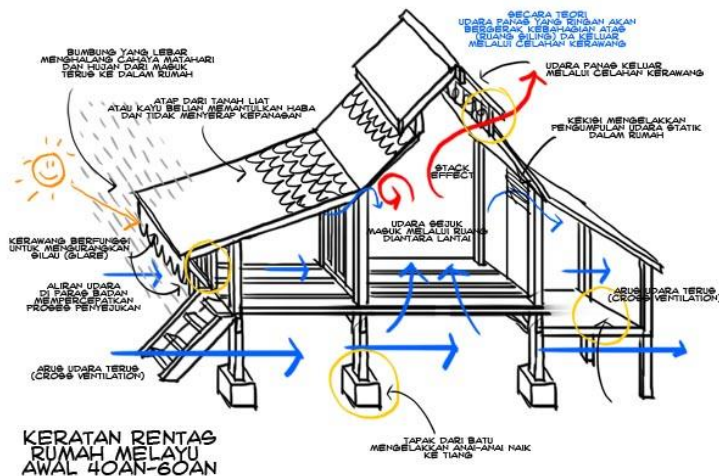 SECARA TEORI
UDARA PANAS YANG RINGAN AKAN
BERGERAK KEBAHAGIAN ATAS
(RUANG SILING) DA KELUAR
MELALUI CELAHAN KERAWANG
BUMBUNG YANG LEBAR
MENGHALANG CAHAYA MATAHARI
DAN HUJAN DARI MASUK
TERUS KE DALAM RUMAH
UDARA PANAS KELUAR
MELALUI CELAHAN KERAWANG
ATAP DARI TANAH LIAT
ATAU KAYU BELIAN MEMANTULKAN HABA
DAN TIDAK MENYERAP KEPANASAN
KEKISI MENGELAKKAN
PENGUMPULAN UDARA STATIK
DALAM RUMAH
STACK
EFFECT
UDARA SEJUK
MASUK MELALUI RUANG
DIANTARA LANTAI
KERAWANG BERFUNGSI
UNTUK MENGURANGKAN
SILAU (GLARE)
ALIRAN UDARA
DI PARAS BADAN
MEMPERCEPATKAN
PROSES PENYEJUKAN
ARUS UDARA TERUS
(CROSS VENTILATION)
ARUS UDARA TERUS
(CROSS VENTILATION)
TAPAK DARI BATU
MENGELAKKAN ANAI-ANAI NAIK
KE TIANG
KERATAN RENTAS
RUMAH MELAYU
AWAL 40AN-60AN